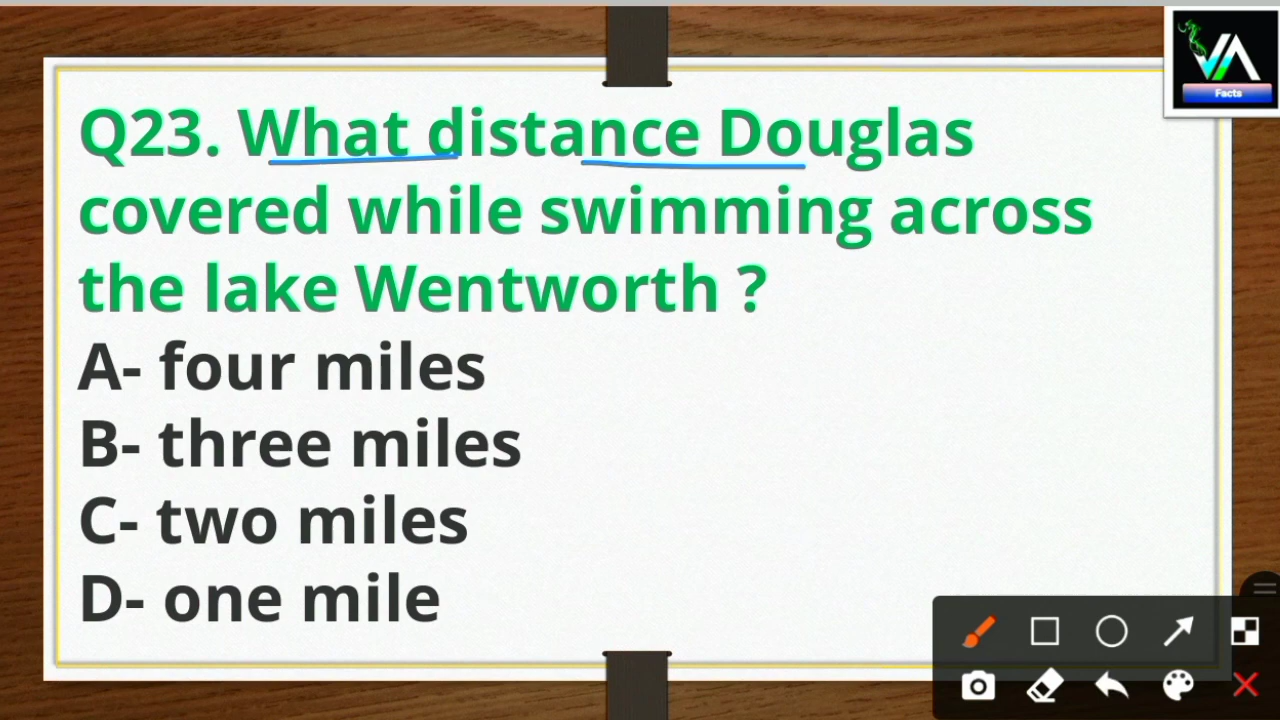 Q23. What distance Douglas
covered while swimming across
the lake Wentworth ?
A- four miles
B- three miles
C- two miles
D- one mile
VA
Facts